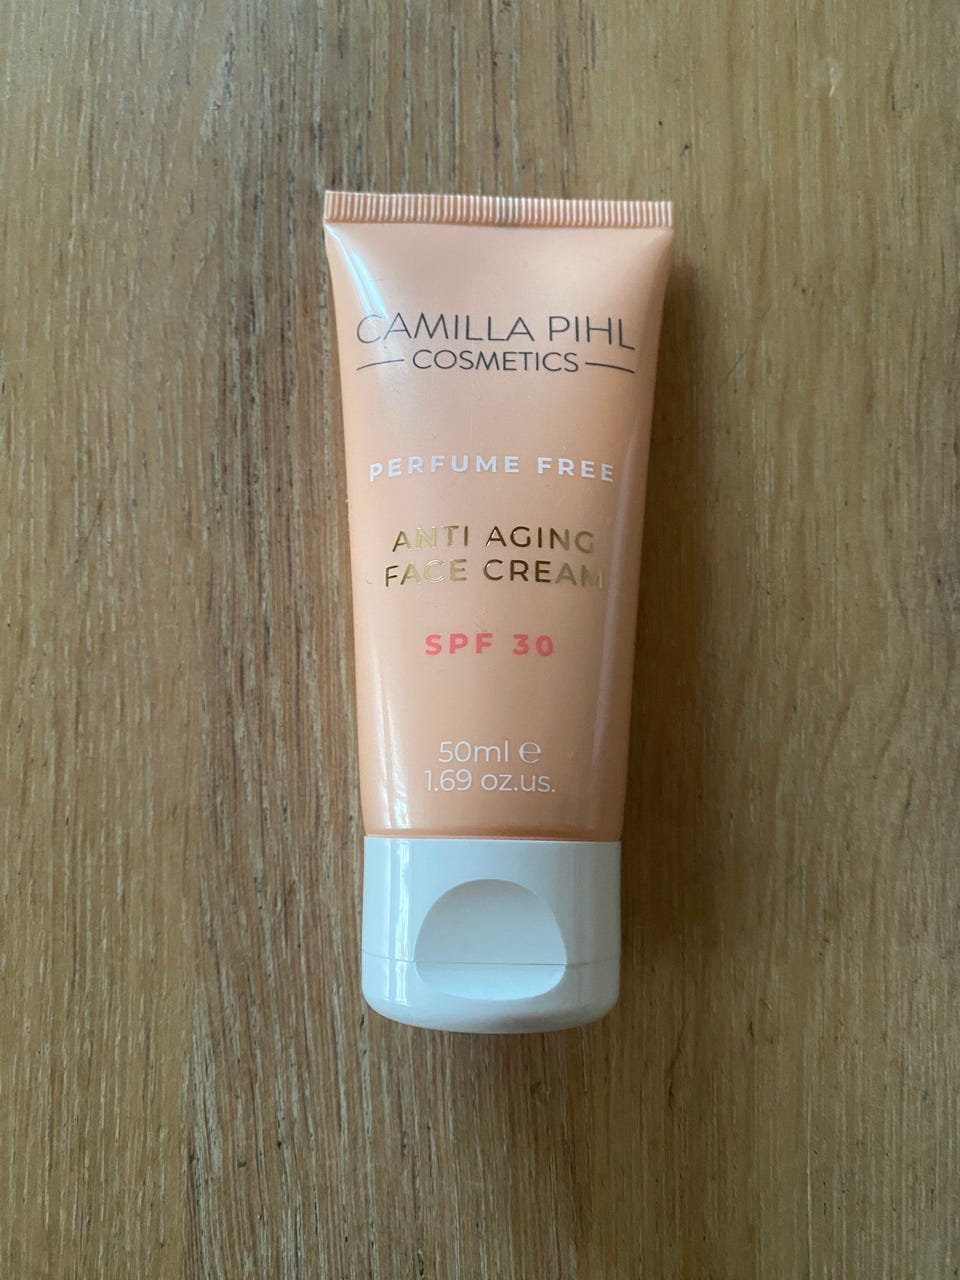 CAMILLA PIHL
COSMETICS
PERFUME FREE
ANTI AGING
FACE CREAM
SPF 30
50ml ℮
1.69 oz.us.